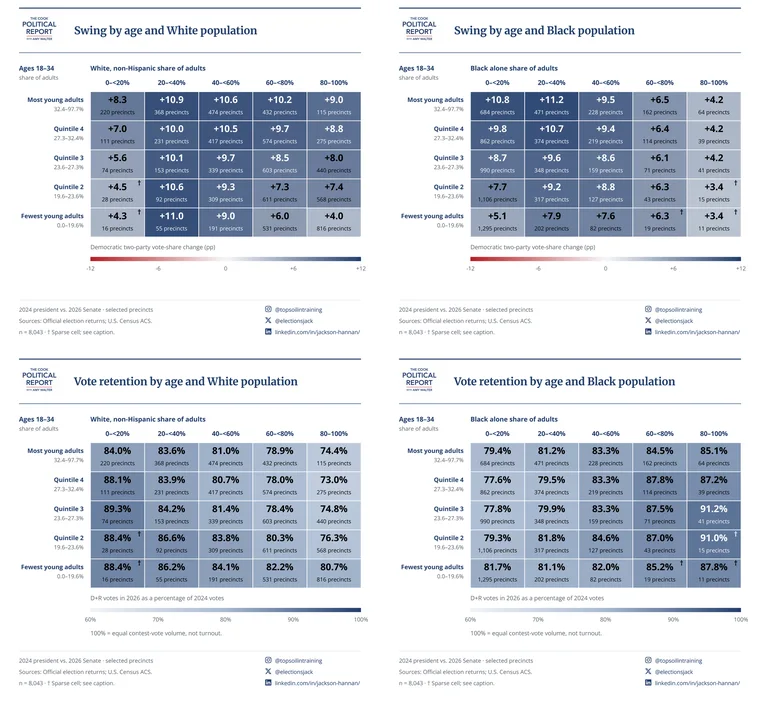 THE COOK
POLITICAL
REPORT
WITH AMY WALTER
Swing by age and White population
Ages 18–34
share of adults
White, non-Hispanic share of adults
0–<20% 20–<40% 40–<60% 60–<80% 80–100%
Most young adults +8.3 +10.9 +10.6 +10.2 +9.0
32.4–97.7% 220 precincts 368 precincts 474 precincts 432 precincts 115 precincts
Quintile 4 +7.0 +10.0 +10.5 +9.7 +8.8
27.3–32.4% 111 precincts 231 precincts 417 precincts 574 precincts 275 precincts
Quintile 3 +5.6 +10.1 +9.7 +8.5 +8.0
23.6–27.3% 74 precincts 153 precincts 339 precincts 603 precincts 440 precincts
Quintile 2 +4.5 † +10.6 +9.3 +7.3 +7.4
19.6–23.6% 28 precincts 92 precincts 309 precincts 611 precincts 568 precincts
Fewest young adults +4.3 † +11.0 +9.0 +6.0 +4.0
0.0–19.6% 16 precincts 55 precincts 191 precincts 531 precincts 816 precincts
Democratic two-party vote-share change (pp)
-12 -6 0 +6 +12
2024 president vs. 2026 Senate · selected precincts
Sources: Official election returns; U.S. Census ACS.
n = 8,043 · † Sparse cell; see caption.
@topsoiltraining
@electionsjack
linkedin.com/in/jackson-hannan/
THE COOK
POLITICAL
REPORT
WITH AMY WALTER
Swing by age and Black population
Ages 18–34
share of adults
Black alone share of adults
0–<20% 20–<40% 40–<60% 60–<80% 80–100%
Most young adults +10.8 +11.2 +9.5 +6.5 +4.2
32.4–97.7% 684 precincts 471 precincts 228 precincts 162 precincts 64 precincts
Quintile 4 +9.8 +10.7 +9.4 +6.4 +4.2
27.3–32.4% 862 precincts 374 precincts 219 precincts 114 precincts 39 precincts
Quintile 3 +8.7 +9.6 +8.6 +6.1 +4.2
23.6–27.3% 990 precincts 348 precincts 159 precincts 71 precincts 41 precincts
Quintile 2 +7.7 +9.2 +8.8 +6.3 +3.4 †
19.6–23.6% 1,106 precincts 317 precincts 127 precincts 43 precincts 15 precincts
Fewest young adults +5.1 +7.9 +7.6 +6.3 † +3.4 †
0.0–19.6% 1,295 precincts 202 precincts 82 precincts 19 precincts 11 precincts
Democratic two-party vote-share change (pp)
-12 -6 0 +6 +12
2024 president vs. 2026 Senate · selected precincts
Sources: Official election returns; U.S. Census ACS.
n = 8,043 · † Sparse cell; see caption.
@topsoiltraining
@electionsjack
linkedin.com/in/jackson-hannan/
THE COOK
POLITICAL
REPORT
WITH AMY WALTER
Vote retention by age and White population
Ages 18–34
share of adults
White, non-Hispanic share of adults
0–<20% 20–<40% 40–<60% 60–<80% 80–100%
Most young adults 84.0% 83.6% 81.0% 78.9% 74.4%
32.4–97.7% 220 precincts 368 precincts 474 precincts 432 precincts 115 precincts
Quintile 4 88.1% 83.9% 80.7% 78.0% 73.0%
27.3–32.4% 111 precincts 231 precincts 417 precincts 574 precincts 275 precincts
Quintile 3 89.3% 84.2% 81.4% 78.4% 74.8%
23.6–27.3% 74 precincts 153 precincts 339 precincts 603 precincts 440 precincts
Quintile 2 88.4% † 86.6% 83.8% 80.3% 76.3%
19.6–23.6% 28 precincts 92 precincts 309 precincts 611 precincts 568 precincts
Fewest young adults 88.4% † 86.2% 84.1% 82.2% 80.7%
0.0–19.6% 16 precincts 55 precincts 191 precincts 531 precincts 816 precincts
D+R votes in 2026 as a percentage of 2024 votes
60% 70% 80% 90% 100%
100% = equal contest-vote volume, not turnout.
2024 president vs. 2026 Senate · selected precincts
Sources: Official election returns; U.S. Census ACS.
n = 8,043 · † Sparse cell; see caption.
@topsoiltraining
@electionsjack
linkedin.com/in/jackson-hannan/
THE COOK
POLITICAL
REPORT
WITH AMY WALTER
Vote retention by age and Black population
Ages 18–34
share of adults
Black alone share of adults
0–<20% 20–<40% 40–<60% 60–<80% 80–100%
Most young adults 79.4% 81.2% 83.3% 84.5% 85.1%
32.4–97.7% 684 precincts 471 precincts 228 precincts 162 precincts 64 precincts
Quintile 4 77.6% 79.5% 83.3% 87.8% 87.2%
27.3–32.4% 862 precincts 374 precincts 219 precincts 114 precincts 39 precincts
Quintile 3 77.8% 79.9% 83.3% 87.5% 91.2%
23.6–27.3% 990 precincts 348 precincts 159 precincts 71 precincts 41 precincts
Quintile 2 79.3% 81.8% 84.6% 87.0% 91.0% †
19.6–23.6% 1,106 precincts 317 precincts 127 precincts 43 precincts 15 precincts
Fewest young adults 81.7% 81.1% 82.0% 85.2% † 87.8% †
0.0–19.6% 1,295 precincts 202 precincts 82 precincts 19 precincts 11 precincts
D+R votes in 2026 as a percentage of 2024 votes
60% 70% 80% 90% 100%
100% = equal contest-vote volume, not turnout.
2024 president vs. 2026 Senate · selected precincts
Sources: Official election returns; U.S. Census ACS.
n = 8,043 · † Sparse cell; see caption.
@topsoiltraining
@electionsjack
linkedin.com/in/jackson-hannan/